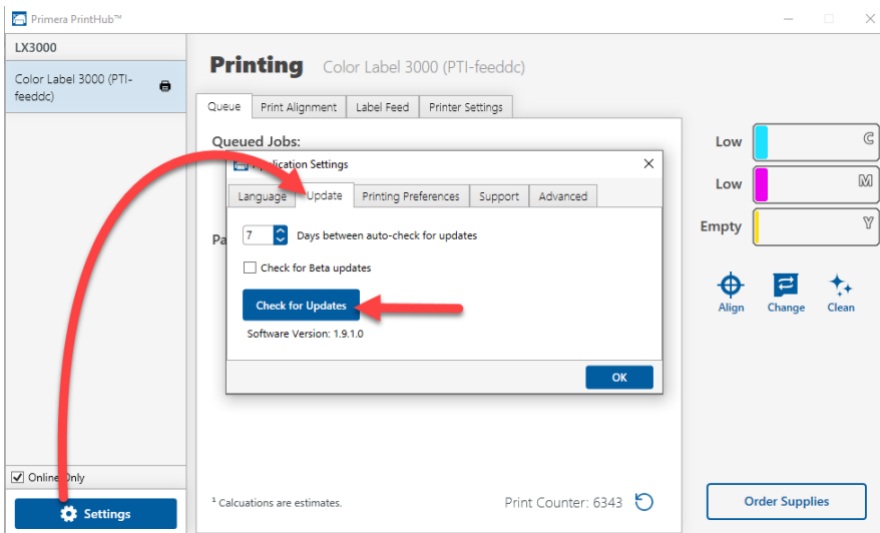 Primera PrintHub™
LX3000
Color Label 3000 (PTI-
feeddc)
Printing Color Label 3000 (PTI-feeddc)
Queue Print Alignment Label Feed Printer Settings
Queued Jobs:
Application Settings
Language Update Printing Preferences Support Advanced
Pa
7 Days between auto-check for updates
Check for Beta updates
Check for Updates
Software Version: 1.9.1.0
OK
Low C
Low M
Empty Y
Align Change Clean
Online Only
Settings
¹ Calcuations are estimates.
Print Counter: 6343
Order Supplies